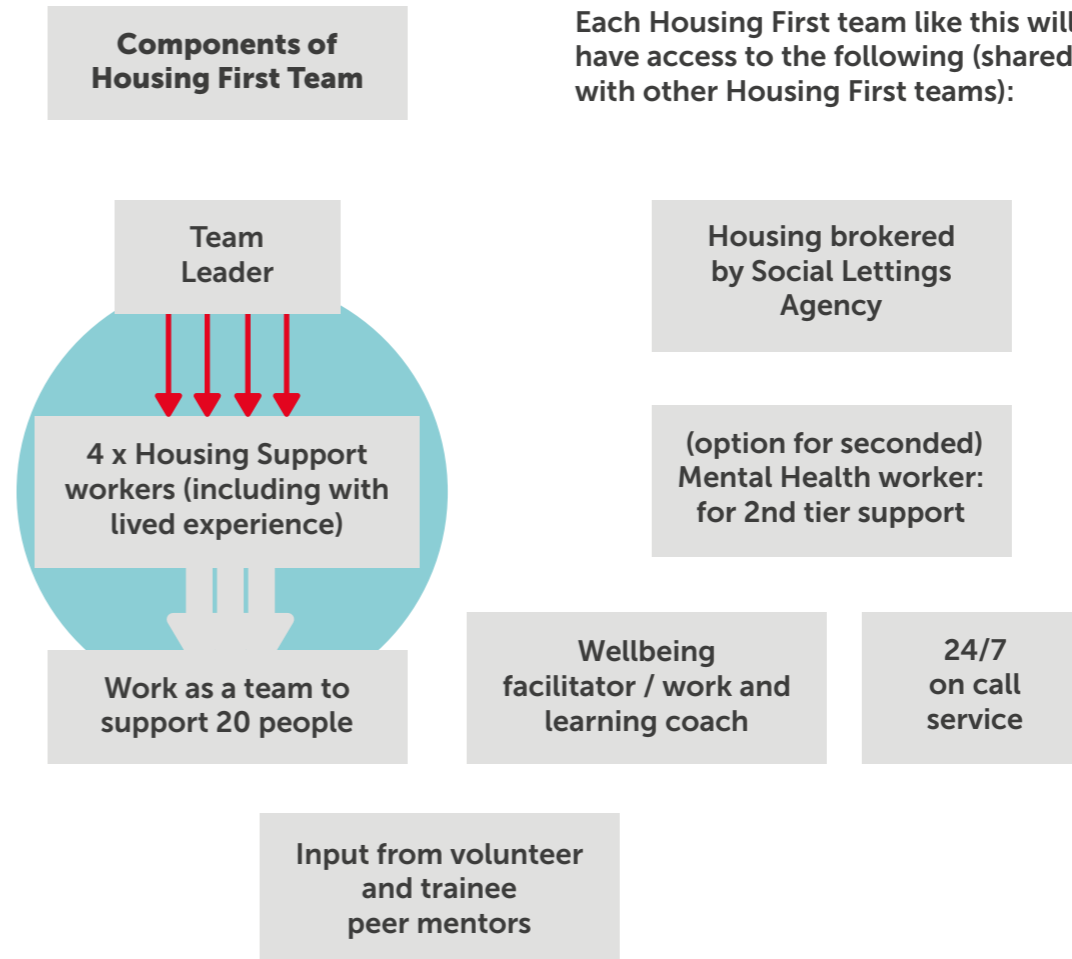 Components of
Housing First Team
Each Housing First team like this will
have access to the following (shared
with other Housing First teams):
Team
Leader
4 x Housing Support
workers (including with
lived experience)
Work as a team to
support 20 people
Housing brokered
by Social Lettings
Agency
(option for seconded)
Mental Health worker:
for 2nd tier support
Wellbeing
facilitator / work and
learning coach
24/7
on call
service
Input from volunteer
and trainee
peer mentors